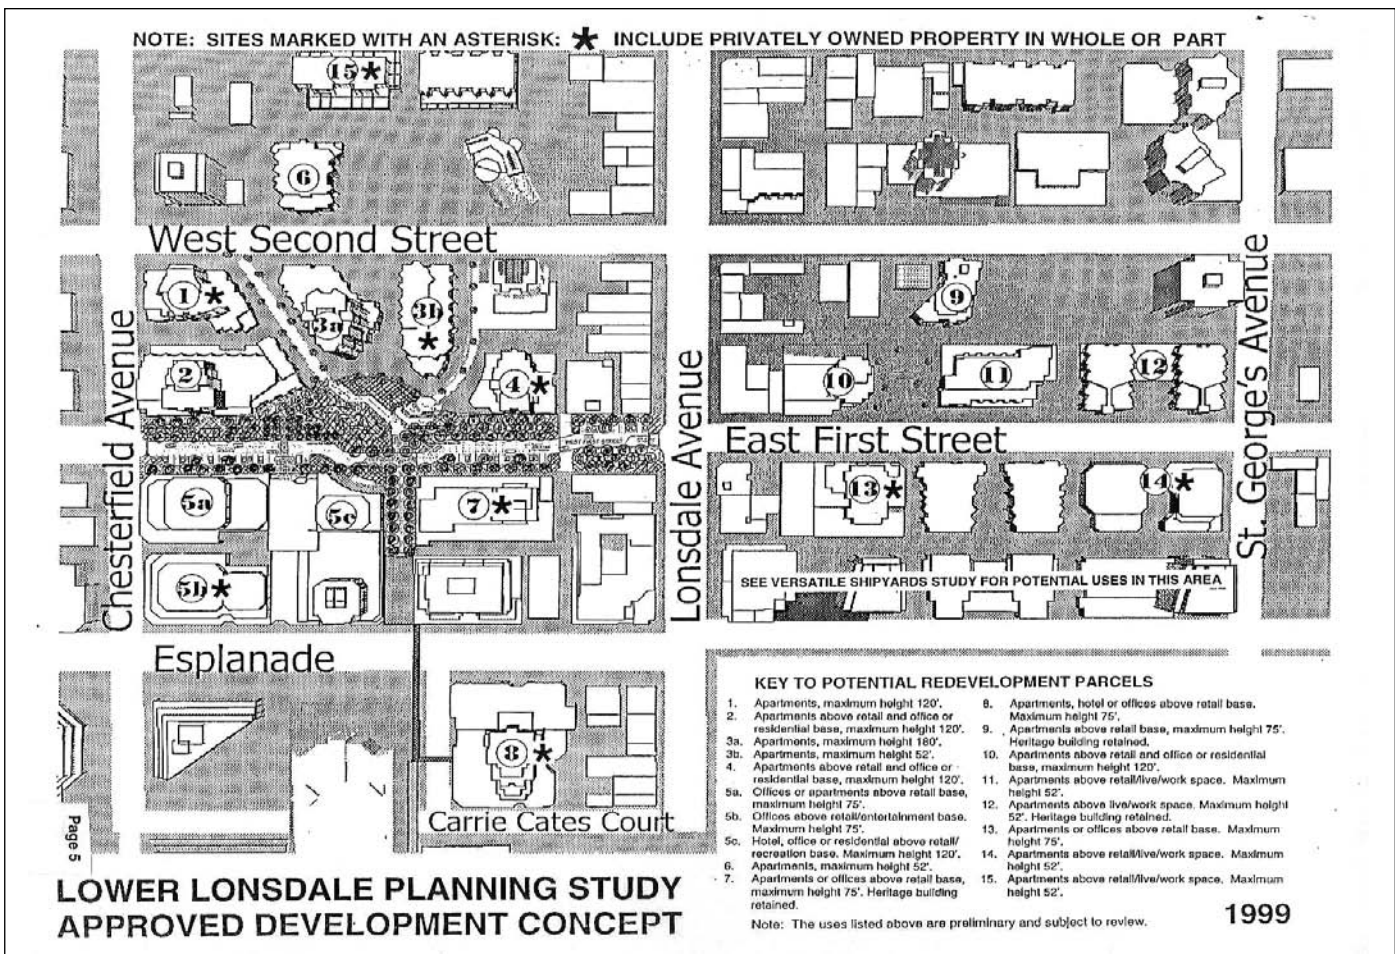 NOTE: SITES MARKED WITH AN ASTERISK: * INCLUDE PRIVATELY OWNED PROPERTY IN WHOLE OR PART
15 *
6
West Second Street
1 *
3a
3b *
9
2
4 *
10
11
12
Chesterfield Avenue
Lonsdale Avenue
St. George's Avenue
WEST FIRST STREET
East First Street
5a
5c
7 *
13 *
14 *
5b *
SEE VERSATILE SHIPYARDS STUDY FOR POTENTIAL USES IN THIS AREA
Esplanade
8 *
Carrie Cates Court
Page 5
KEY TO POTENTIAL REDEVELOPMENT PARCELS
1. Apartments, maximum height 120'.
2. Apartments above retail and office or
residential base, maximum height 120'.
3a. Apartments, maximum height 180'.
3b. Apartments, maximum height 52'.
4. Apartments above retail and office or
residential base, maximum height 120'.
5a. Offices or apartments above retail base,
maximum height 75'.
5b. Offices above retail/entertainment base.
Maximum height 75'.
5c. Hotel, office or residential above retail/
recreation base. Maximum height 120'.
6. Apartments, maximum height 52'.
7. Apartments or offices above retail base,
maximum height 75'. Heritage building
retained.
8. Apartments, hotel or offices above retail base.
Maximum height 75'.
9. Apartments above retail base, maximum height 75'.
Heritage building retained.
10. Apartments above retail and office or residential
base, maximum height 120'.
11. Apartments above retail/live/work space. Maximum
height 52'.
12. Apartments above live/work space. Maximum height
52'. Heritage building retained.
13. Apartments or offices above retail base. Maximum
height 75'.
14. Apartments above retail/live/work space. Maximum
height 52'.
15. Apartments above retail/live/work space. Maximum
height 52'.
Note: The uses listed above are preliminary and subject to review.
LOWER LONSDALE PLANNING STUDY
APPROVED DEVELOPMENT CONCEPT
1999